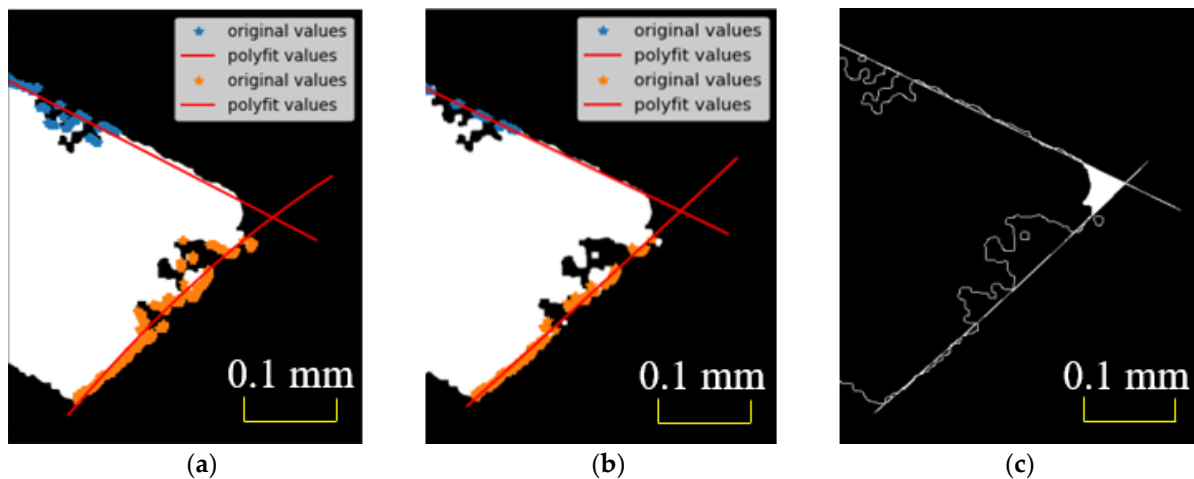 original values
polyfit values
original values
polyfit values
0.1 mm
(a)
original values
polyfit values
original values
polyfit values
0.1 mm
(b)
0.1 mm
(c)